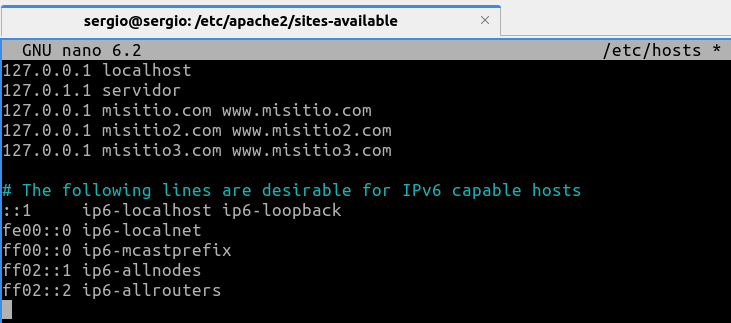 sergio@sergio: /etc/apache2/sites-available ×
GNU nano 6.2 /etc/hosts *
127.0.0.1 localhost
127.0.1.1 servidor
127.0.0.1 misitio.com www.misitio.com
127.0.0.1 misitio2.com www.misitio2.com
127.0.0.1 misitio3.com www.misitio3.com
# The following lines are desirable for IPv6 capable hosts
::1     ip6-localhost ip6-loopback
fe00::0 ip6-localnet
ff00::0 ip6-mcastprefix
ff02::1 ip6-allnodes
ff02::2 ip6-allrouters